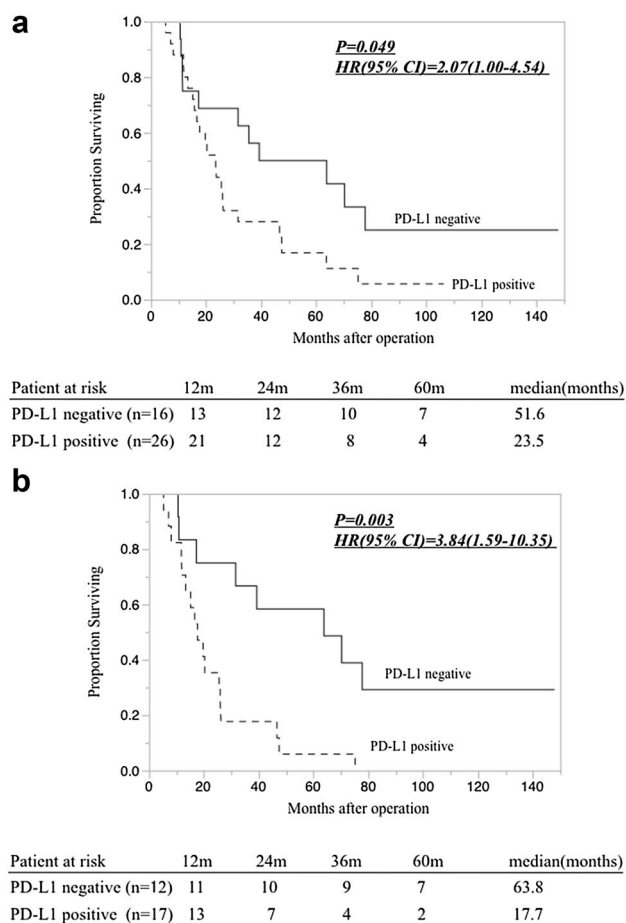 a
1.0
P=0.049
HR(95% CI)=2.07(1.00-4.54)
0.8
0.6
Proportion Surviving
0.4
PD-L1 negative
0.2
PD-L1 positive
0.0
0 20 40 60 80 100 120 140
Months after operation
Patient at risk 12m 24m 36m 60m median(months)
PD-L1 negative (n=16) 13 12 10 7 51.6
PD-L1 positive (n=26) 21 12 8 4 23.5
b
1.0
P=0.003
HR(95% CI)=3.84(1.59-10.35)
0.8
0.6
Proportion Surviving
0.4
PD-L1 negative
0.2
PD-L1 positive
0.0
0 20 40 60 80 100 120 140
Months after operation
Patient at risk 12m 24m 36m 60m median(months)
PD-L1 negative (n=12) 11 10 9 7 63.8
PD-L1 positive (n=17) 13 7 4 2 17.7